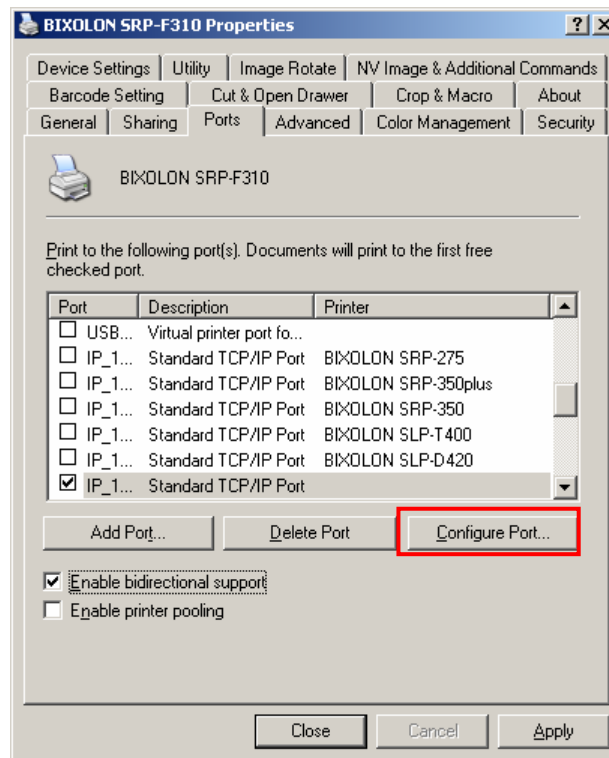 BIXOLON SRP-F310 Properties
Device Settings Utility Image Rotate NV Image & Additional Commands
Barcode Setting Cut & Open Drawer Crop & Macro About
General Sharing Ports Advanced Color Management Security
BIXOLON SRP-F310
Print to the following port(s). Documents will print to the first free
checked port.
Port Description Printer
USB... Virtual printer port fo...
IP_1... Standard TCP/IP Port BIXOLON SRP-275
IP_1... Standard TCP/IP Port BIXOLON SRP-350plus
IP_1... Standard TCP/IP Port BIXOLON SRP-350
IP_1... Standard TCP/IP Port BIXOLON SLP-T400
IP_1... Standard TCP/IP Port BIXOLON SLP-D420
IP_1... Standard TCP/IP Port
Add Port... Delete Port Configure Port...
Enable bidirectional support
Enable printer pooling
Close Cancel Apply